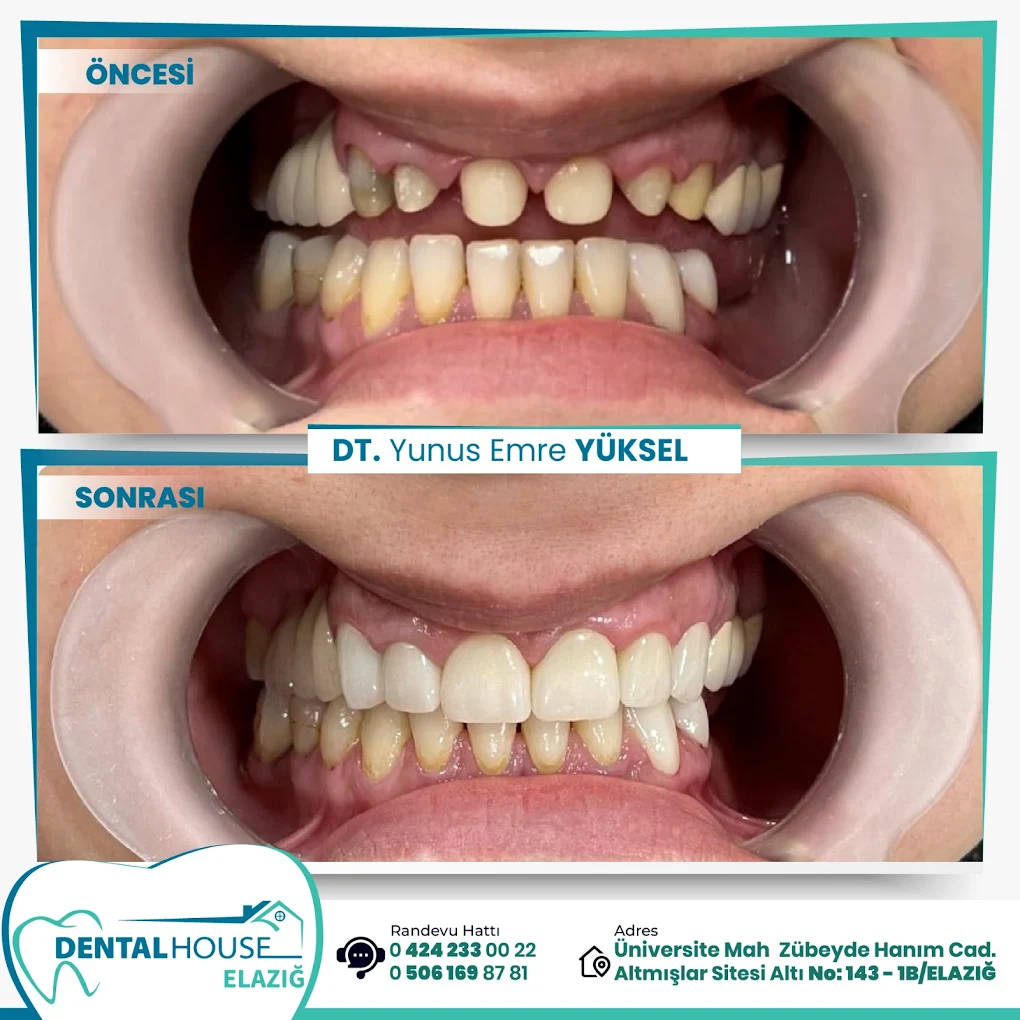 ÖNCESİ
DT. Yunus Emre YÜKSEL
SONRASI
DENTALHOUSE
ELAZIĞ
Randevu Hattı
0 424 233 00 22
0 506 169 87 81
Adres
Üniversite Mah Zübeyde Hanım Cad.
Altmışlar Sitesi Altı No: 143 - 1B/ELAZIĞ